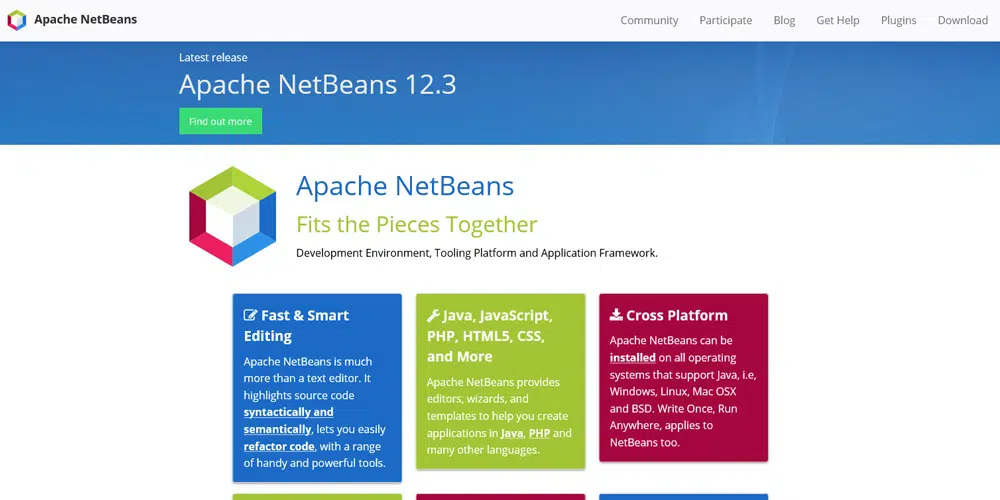 Apache NetBeans
Community
Participate
Blog
Get Help
Plugins
Download
Latest release
Apache NetBeans 12.3
Find out more
Apache NetBeans
Fits the Pieces Together
Development Environment, Tooling Platform and Application Framework.
Fast & Smart
Editing
Apache NetBeans is much
more than a text editor. It
highlights source code
syntactically and
semantically, lets you easily
refactor code, with a range
of handy and powerful tools.
Java, JavaScript,
PHP, HTML5, CSS,
and More
Apache NetBeans provides
editors, wizards, and
templates to help you create
applications in Java, PHP and
many other languages.
Cross Platform
Apache NetBeans can be
installed on all operating
systems that support Java, i.e,
Windows, Linux, Mac OSX
and BSD. Write Once, Run
Anywhere, applies to
NetBeans too.